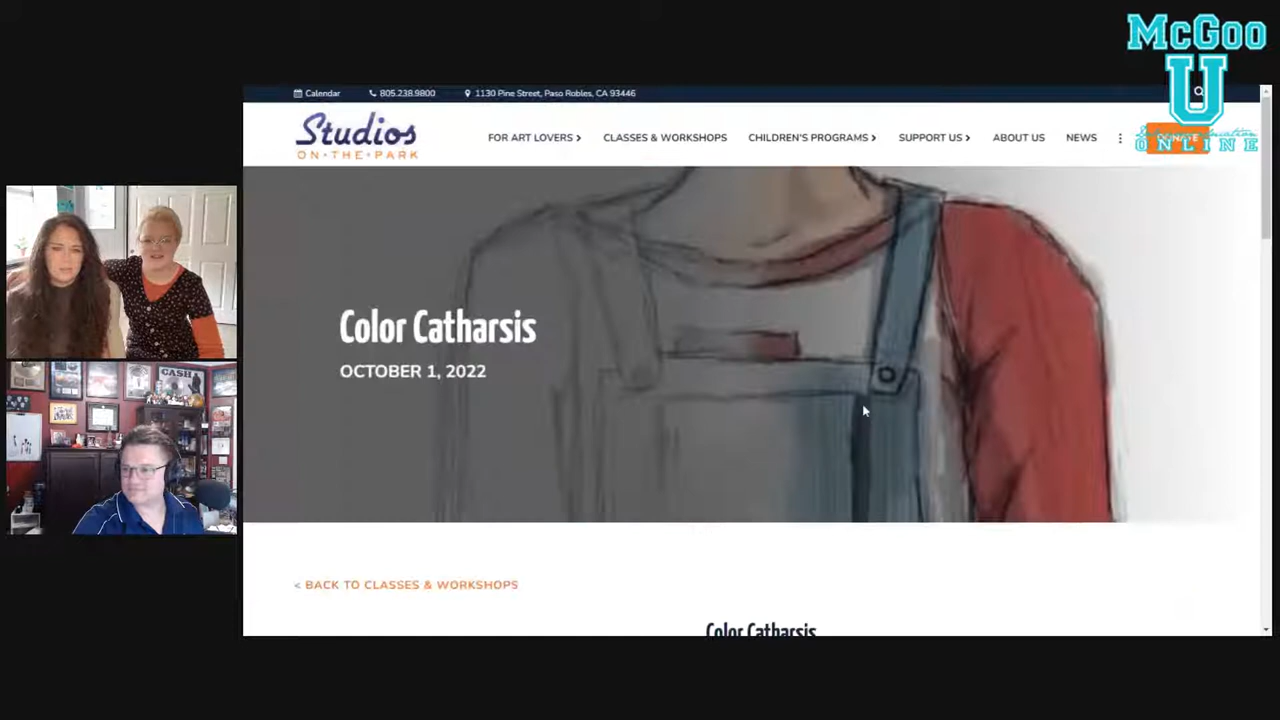 McGoo
U
ONLINE
Calendar
805.238.9800
1130 Pine Street, Paso Robles, CA 93446
Studios
ON•THE•PARK
FOR ART LOVERS >
CLASSES & WORKSHOPS
CHILDREN'S PROGRAMS >
SUPPORT US >
ABOUT US
NEWS
Color Catharsis
OCTOBER 1, 2022
CASH
< BACK TO CLASSES & WORKSHOPS
Color Catharsis